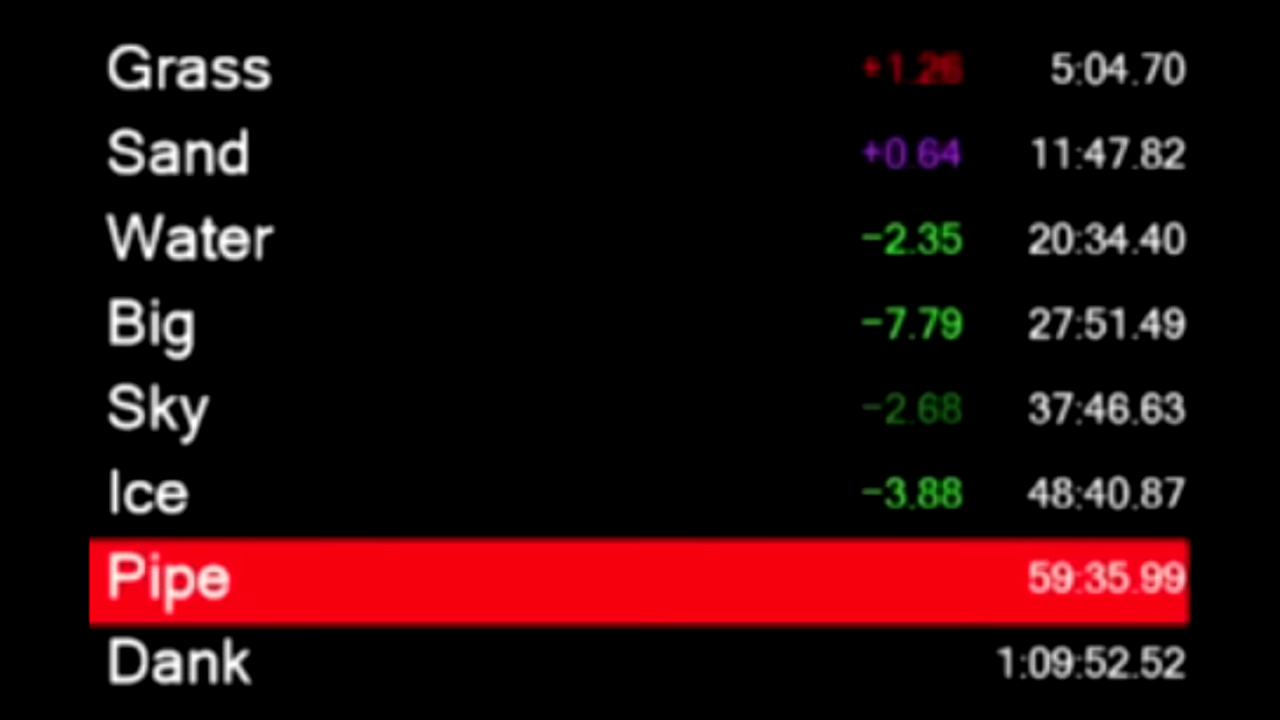 Grass +1.26 5:04.70
Sand +0.64 11:47.82
Water −2.35 20:34.40
Big −7.79 27:51.49
Sky −2.68 37:46.63
Ice −3.88 48:40.87
Pipe 59:35.99
Dank 1:09:52.52